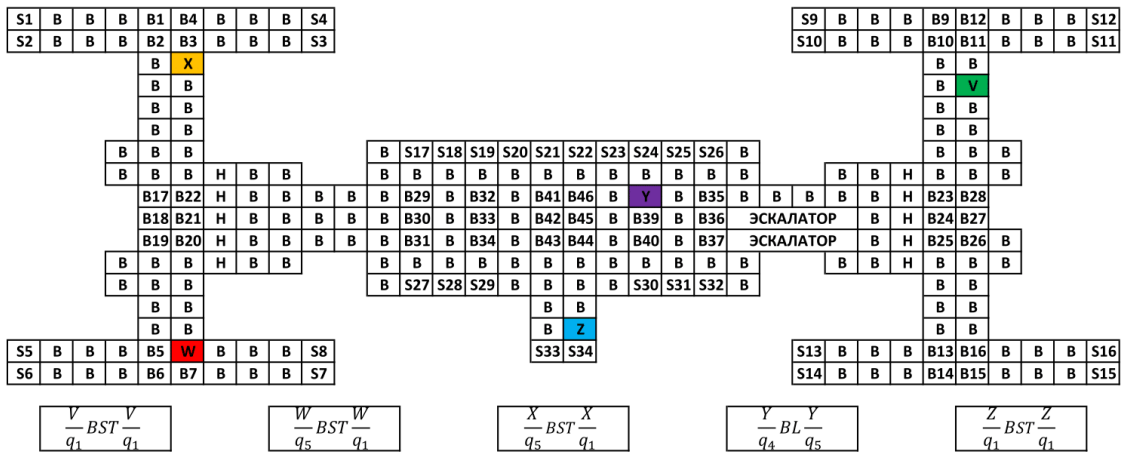 S1 B B B B1 B4 B B B S4 S9 B B B B9 B12 B B B S12
S2 B B B B2 B3 B B B S3 S10 B B B B10 B11 B B B S11
B X B B
B B B V
B B B B
B B B B
B B B B S17 S18 S19 S20 S21 S22 S23 S24 S25 S26 B B B B
B B B H B B B B B B B B B B B B B B B B H B B B
B17 B22 H B B B B B B29 B B32 B B41 B46 B Y B B35 B B B B B H B23 B28
B18 B21 H B B B B B B30 B B33 B B42 B45 B B39 B B36 ЭСКАЛАТОР B H B24 B27
B19 B20 H B B B B B B31 B B34 B B43 B44 B B40 B B37 ЭСКАЛАТОР B H B25 B26 B
B B B H B B B B B B B B B B B B B B B B H B B B
B B B B S27 S28 S29 B B B B S30 S31 S32 B B B
B B B B B B
B B B Z B B
S5 B B B B5 W B B B S8 S33 S34 S13 B B B B13 B16 B B B S16
S6 B B B B6 B7 B B B S7 S14 B B B B14 B15 B B B S15
V/q1 BST V/q1 W/q5 BST W/q1 X/q5 BST X/q1 Y/q4 BL Y/q5 Z/q1 BST Z/q1